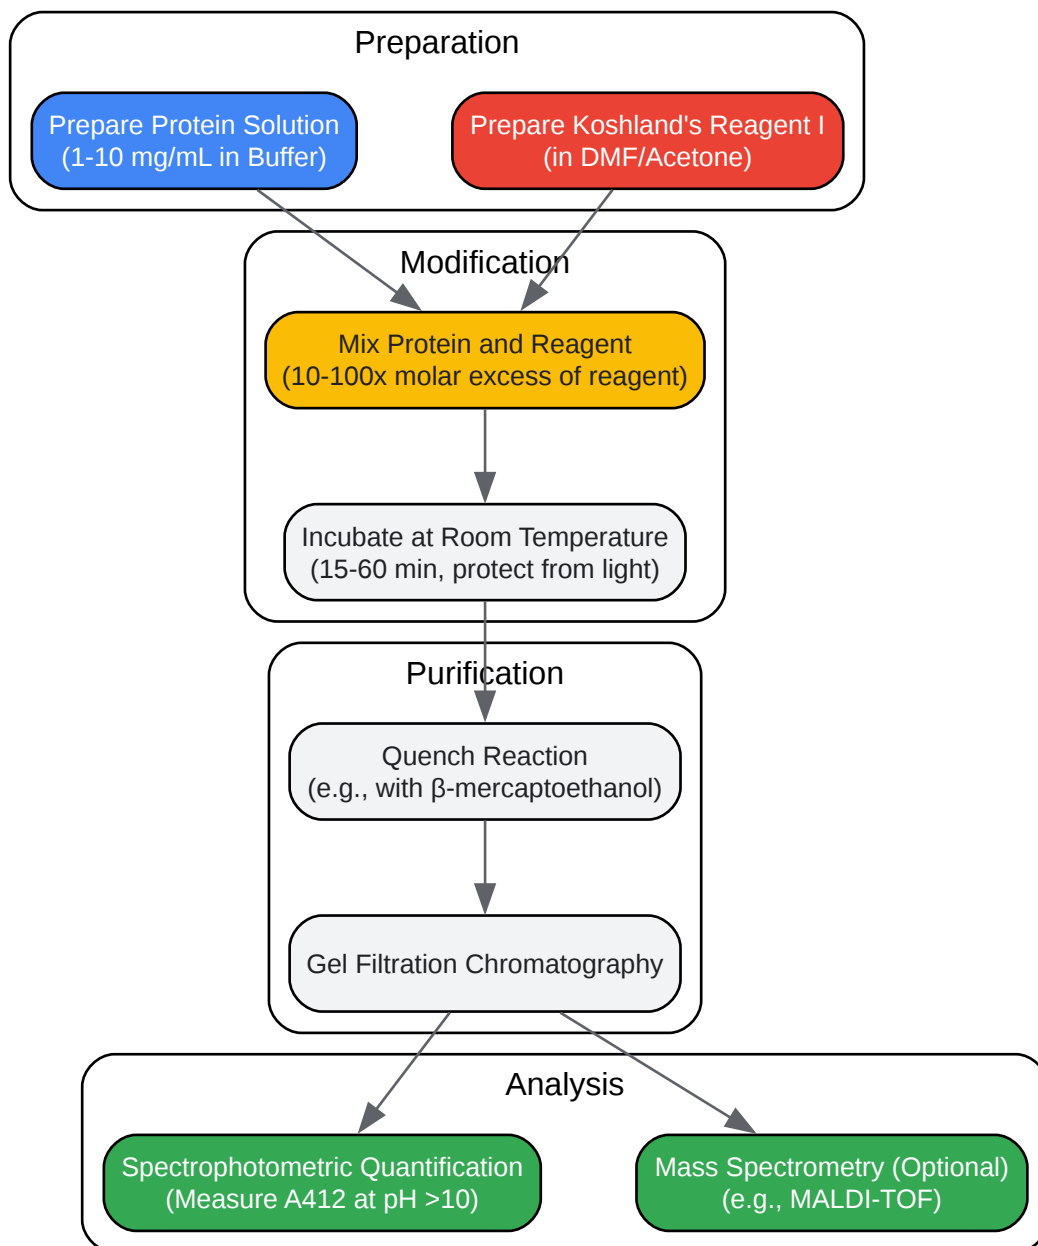 Preparation
Prepare Protein Solution
(1-10 mg/mL in Buffer)
Prepare Koshland's Reagent I
(in DMF/Acetone)
Modification
Mix Protein and Reagent
(10-100x molar excess of reagent)
Incubate at Room Temperature
(15-60 min, protect from light)
Purification
Quench Reaction
(e.g., with β-mercaptoethanol)
Gel Filtration Chromatography
Analysis
Spectrophotometric Quantification
(Measure A412 at pH >10)
Mass Spectrometry (Optional)
(e.g., MALDI-TOF)